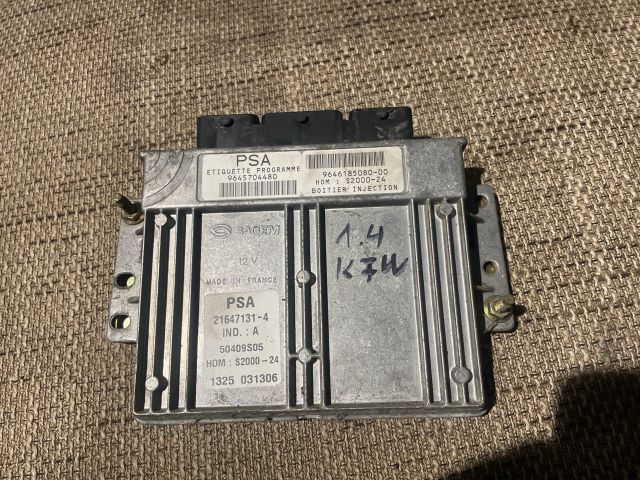 PSA
ETIQUETTE PROGRAMME
9645704480
9646185080-00
HOM : S2000-24
BOITIER INJECTION
SAGEM
12 V
MADE IN FRANCE
PSA
21647131-4
IND. : A
50409S05
HOM : S2000-24
1325 031306
1.4
KFW